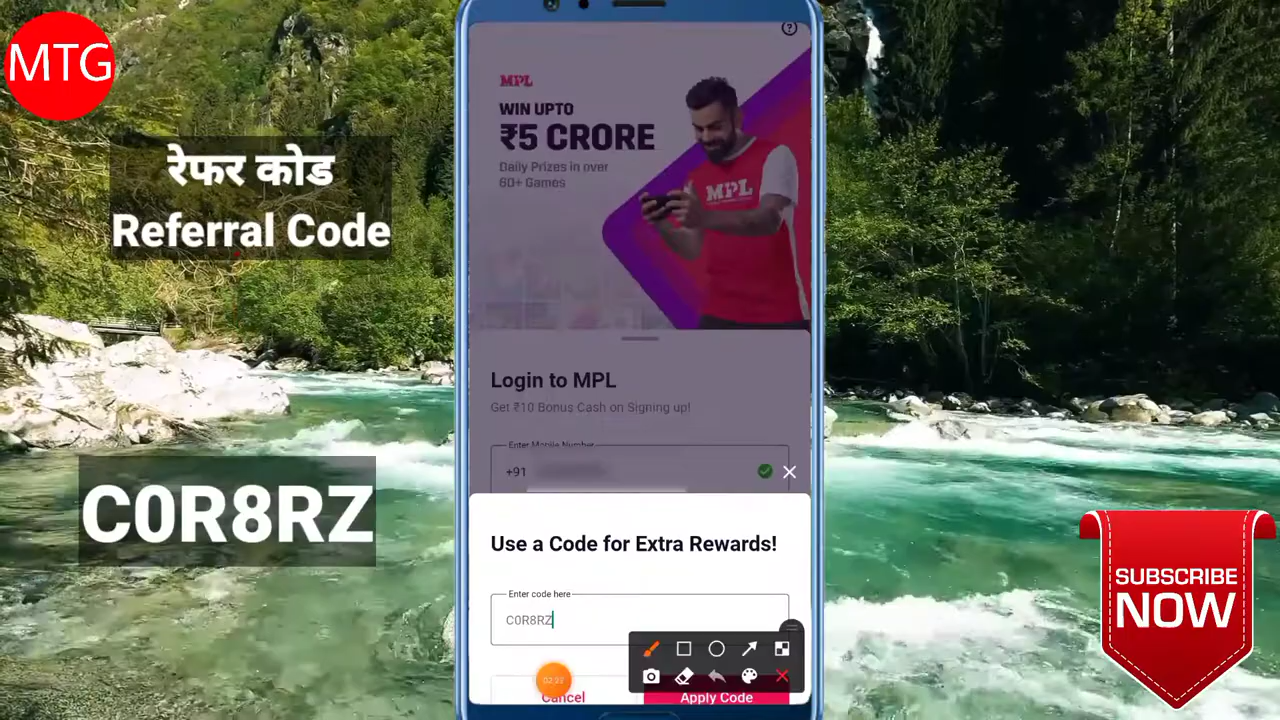 MTG
रेफर कोड
Referral Code
C0R8RZ
MPL
WIN UPTO
₹5 CRORE
Daily Prizes in over
60+ Games
MPL
Login to MPL
Get ₹10 Bonus Cash on Signing up!
Enter Mobile Number
+91
Use a Code for Extra Rewards!
Enter code here
C0R8RZ
02:22
Cancel
Apply Code
SUBSCRIBE
NOW